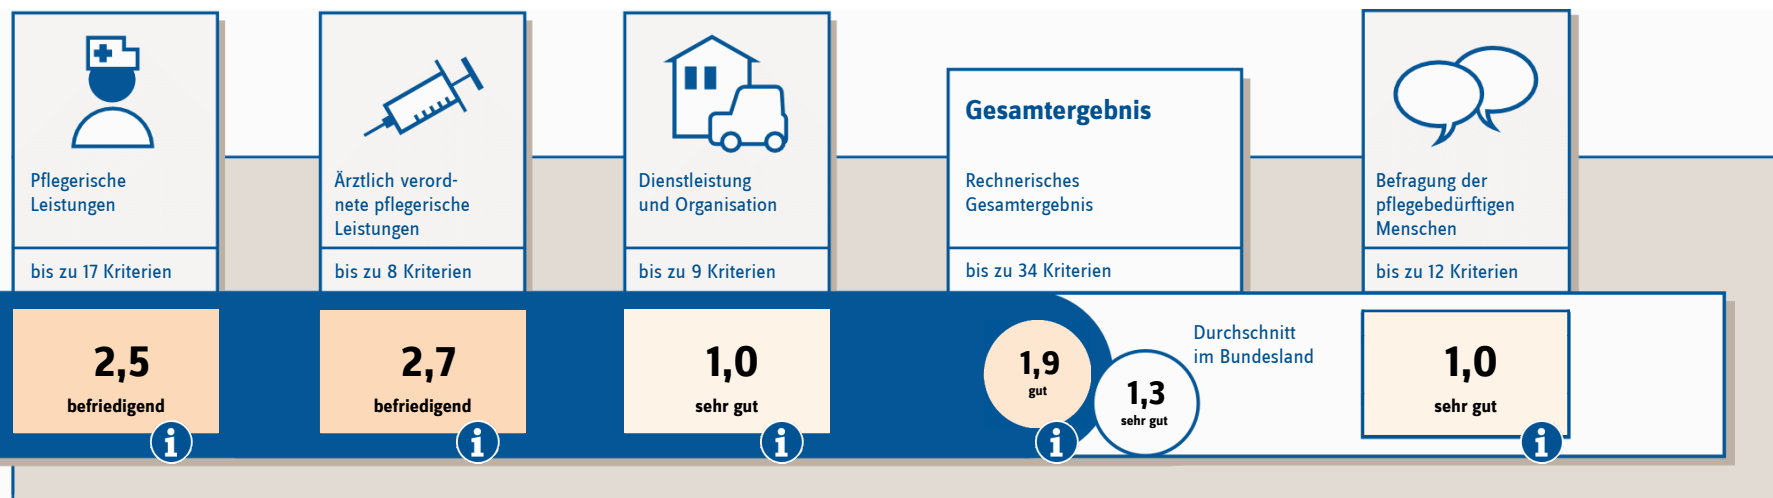 Pflegerische
Leistungen
bis zu 17 Kriterien
2,5
befriedigend
i
Ärztlich verord-
nete pflegerische
Leistungen
bis zu 8 Kriterien
2,7
befriedigend
i
Dienstleistung
und Organisation
bis zu 9 Kriterien
1,0
sehr gut
i
Gesamtergebnis
Rechnerisches
Gesamtergebnis
bis zu 34 Kriterien
1,9
gut
i
1,3
sehr gut
Durchschnitt
im Bundesland
Befragung der
pflegebedürftigen
Menschen
bis zu 12 Kriterien
1,0
sehr gut
i